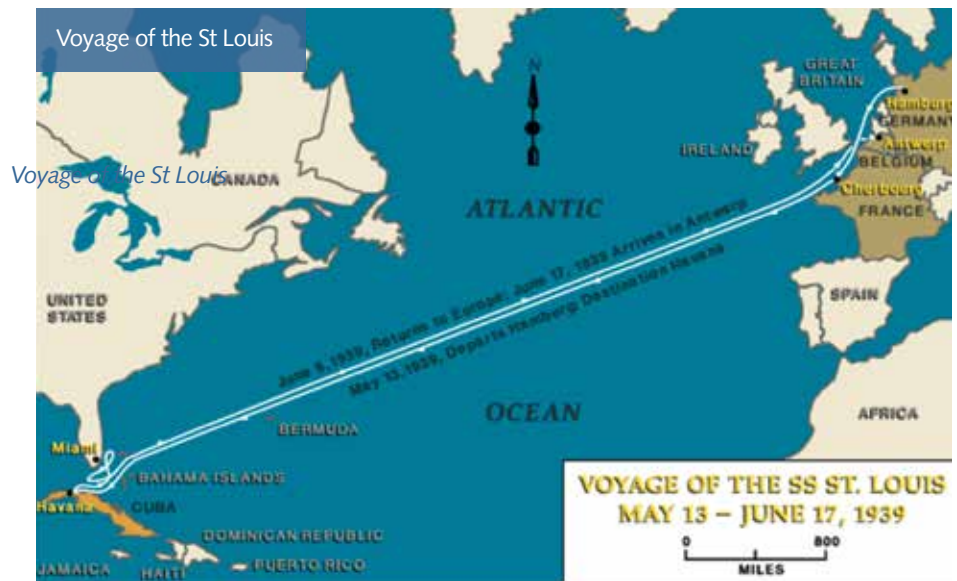 Voyage of the St Louis
N
GREAT
BRITAIN
Hamburg
GERMANY
Antwerp
IRELAND
BELGIUM
Voyage of the St Louis
CANADA
Cherbourg
FRANCE
ATLANTIC
June 6, 1939, Returns to Europe; June 17, 1939 Arrives in Antwerp
May 13, 1939, Departs Hamburg; Destination Havana
UNITED
STATES
SPAIN
OCEAN
AFRICA
BERMUDA
Miami
BAHAMA ISLANDS
Havana
CUBA
DOMINICAN REPUBLIC
JAMAICA
HAITI
PUERTO RICO
VOYAGE OF THE SS ST. LOUIS
MAY 13 – JUNE 17, 1939
0 800
MILES